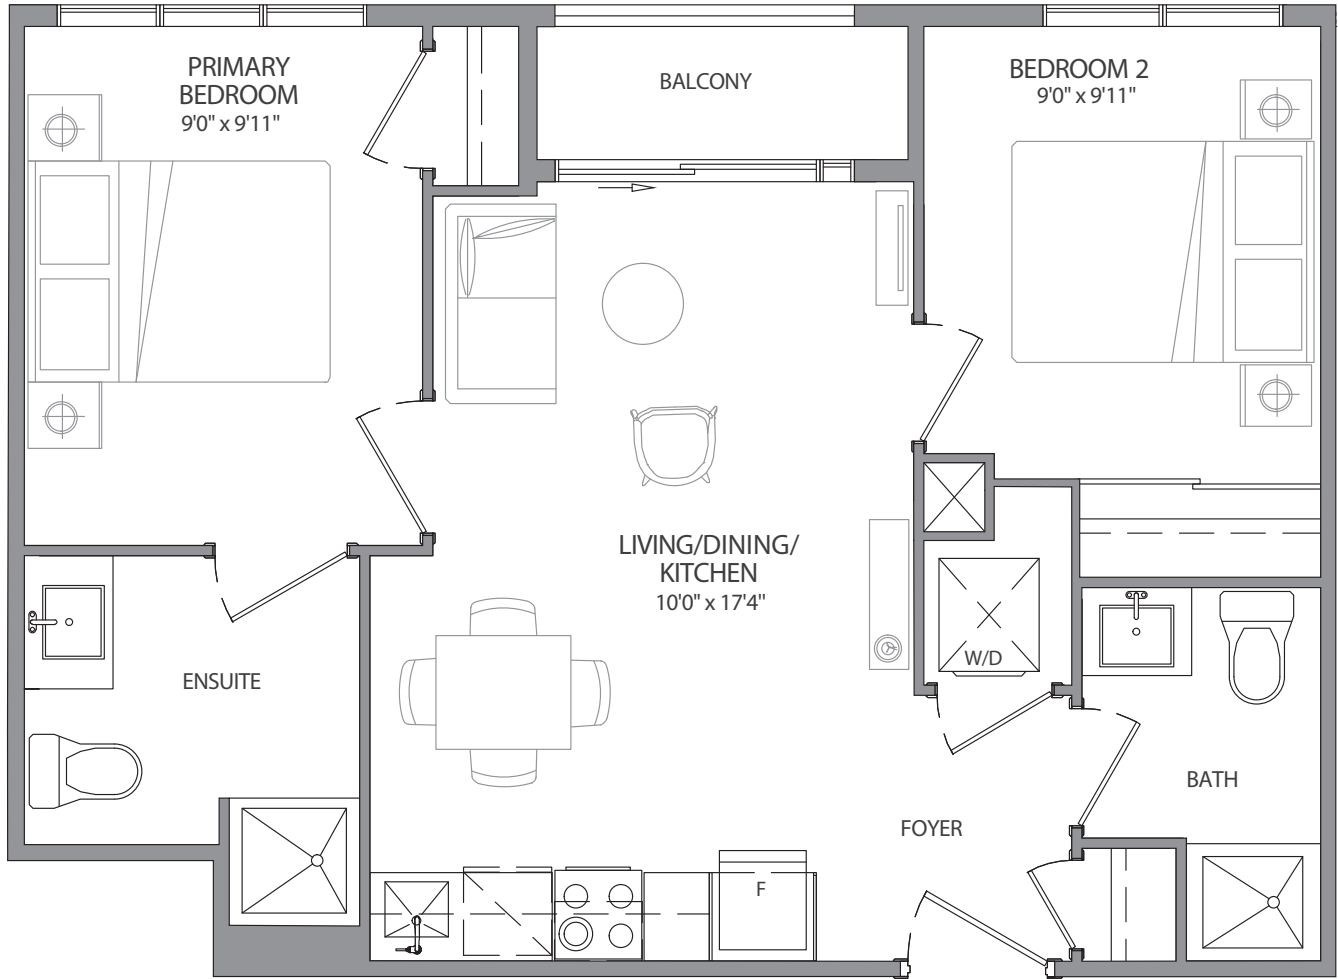 PRIMARY
BEDROOM
9'0" x 9'11"
BALCONY
BEDROOM 2
9'0" x 9'11"
LIVING/DINING/
KITCHEN
10'0" x 17'4"
W/D
ENSUITE
BATH
FOYER
F